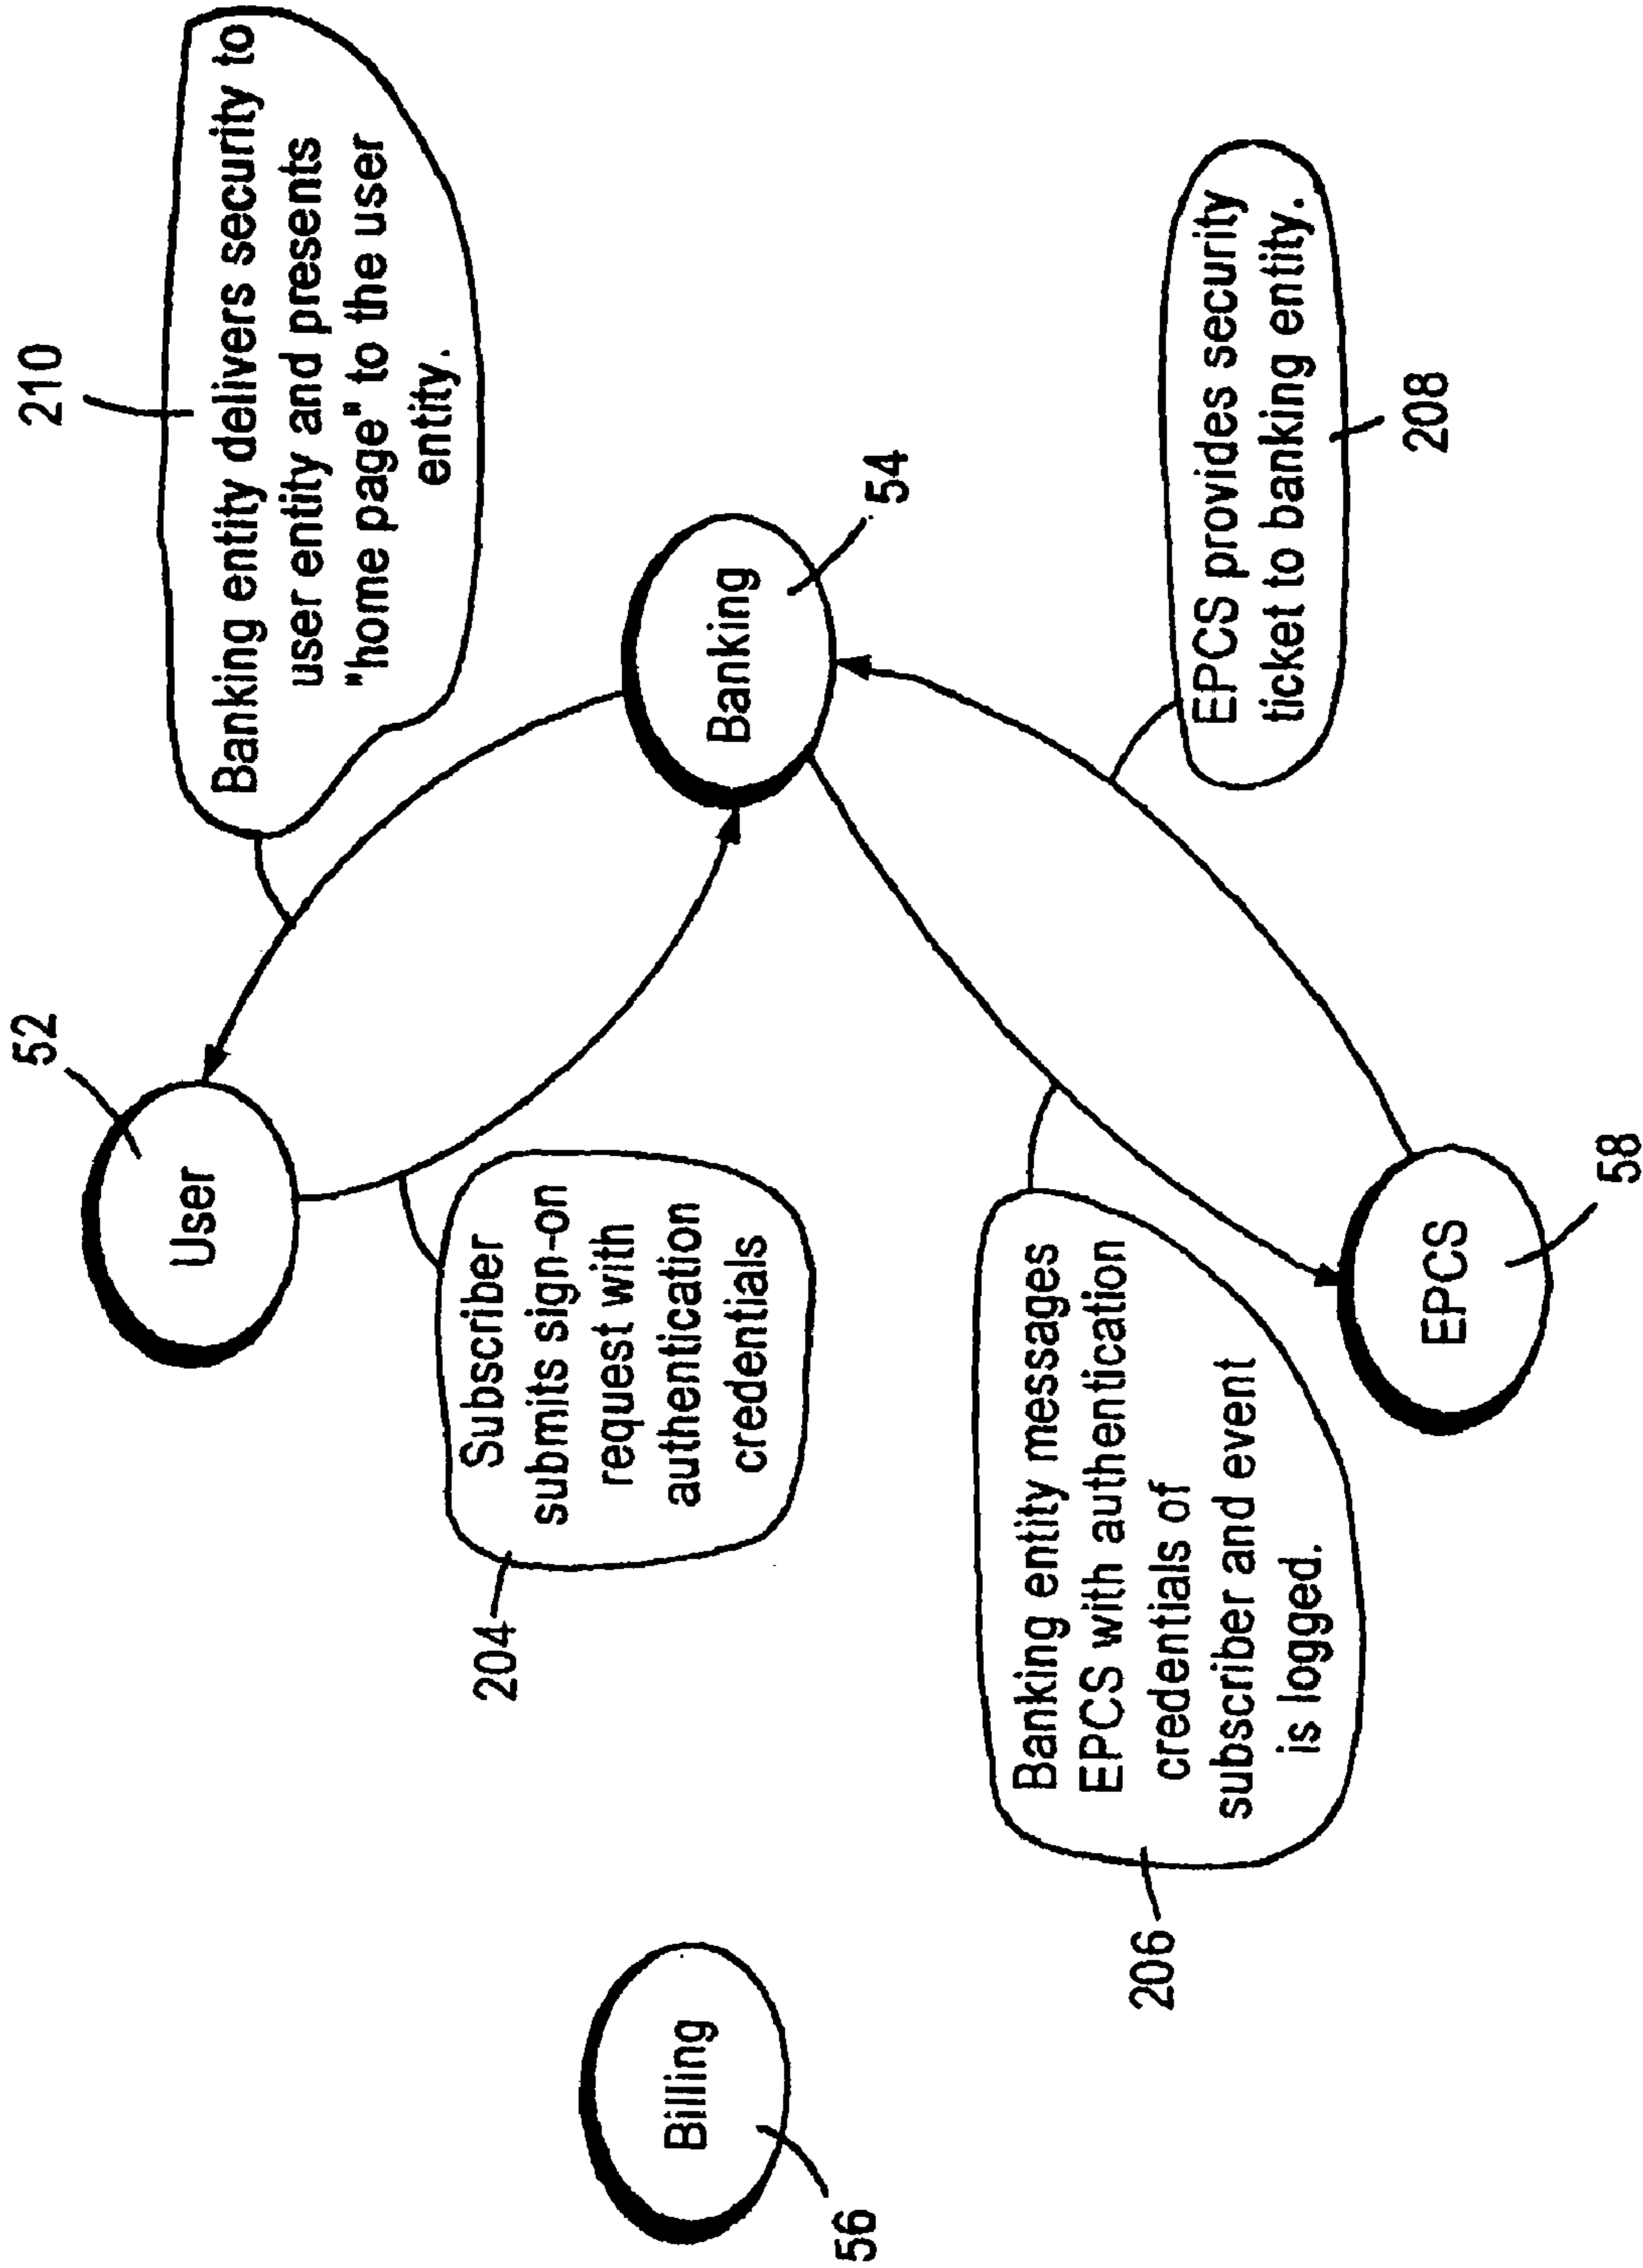 210
Banking entity delivers security to
user entity and presents
"home page" to the user
entity.
52
User
204
Subscriber
submits sign-on
request with
authentication
credentials
Banking
54
Billing
56
206
Banking entity messages
EPCS with authentication
credentials of
subscriber and event
is logged.
EPCS provides security
ticket to banking entity.
208
EPCS
58